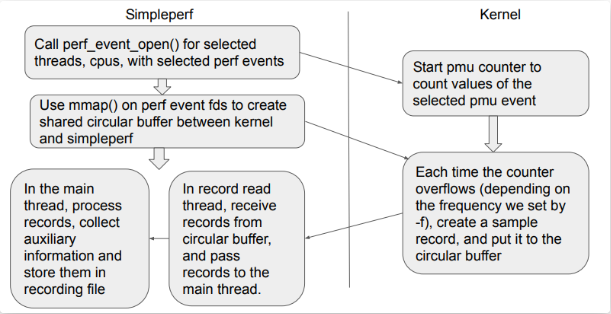 Simpleperf
Kernel
Call perf_event_open() for selected
threads, cpus, with selected perf events
Start pmu counter to
count values of the
selected pmu event
Use mmap() on perf event fds to create
shared circular buffer between kernel
and simpleperf
Each time the counter
overflows (depending on
the frequency we set by
-f), create a sample
record, and put it to the
circular buffer
In the main
thread, process
records, collect
auxiliary
information and
store them in
recording file
In record read
thread, receive
records from
circular buffer,
and pass
records to the
main thread.